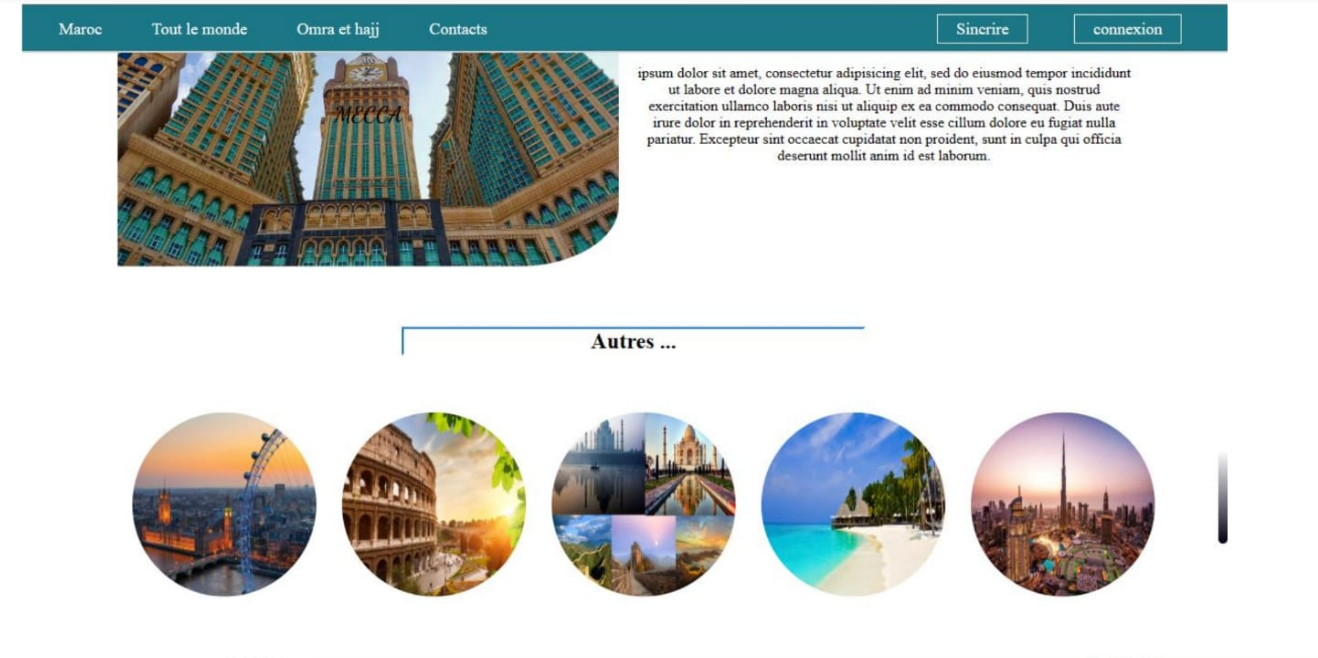 Maroc Tout le monde Omra et hajj Contacts Sincrire connexion
MECCA
ipsum dolor sit amet, consectetur adipisicing elit, sed do eiusmod tempor incididunt
ut labore et dolore magna aliqua. Ut enim ad minim veniam, quis nostrud
exercitation ullamco laboris nisi ut aliquip ex ea commodo consequat. Duis aute
irure dolor in reprehenderit in voluptate velit esse cillum dolore eu fugiat nulla
pariatur. Excepteur sint occaecat cupidatat non proident, sunt in culpa qui officia
deserunt mollit anim id est laborum.
Autres ...